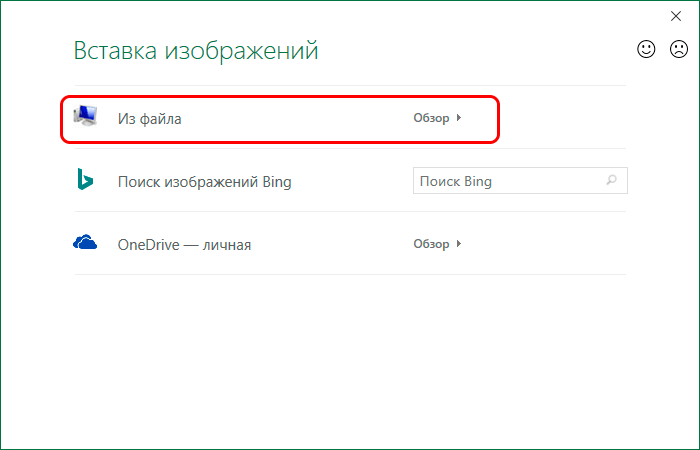 Вставка изображений
Из файла Обзор
Поиск изображений Bing Поиск Bing
OneDrive — личная Обзор